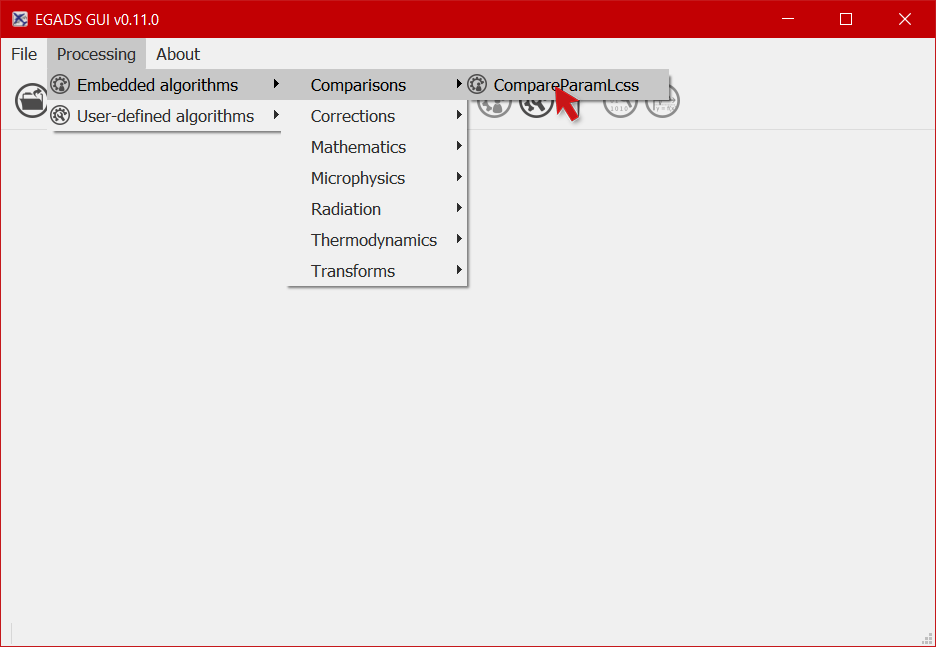 EGADS GUI v0.11.0
File Processing About
Embedded algorithms Comparisons CompareParamLcss
User-defined algorithms Corrections
Mathematics
Microphysics
Radiation
Thermodynamics
Transforms